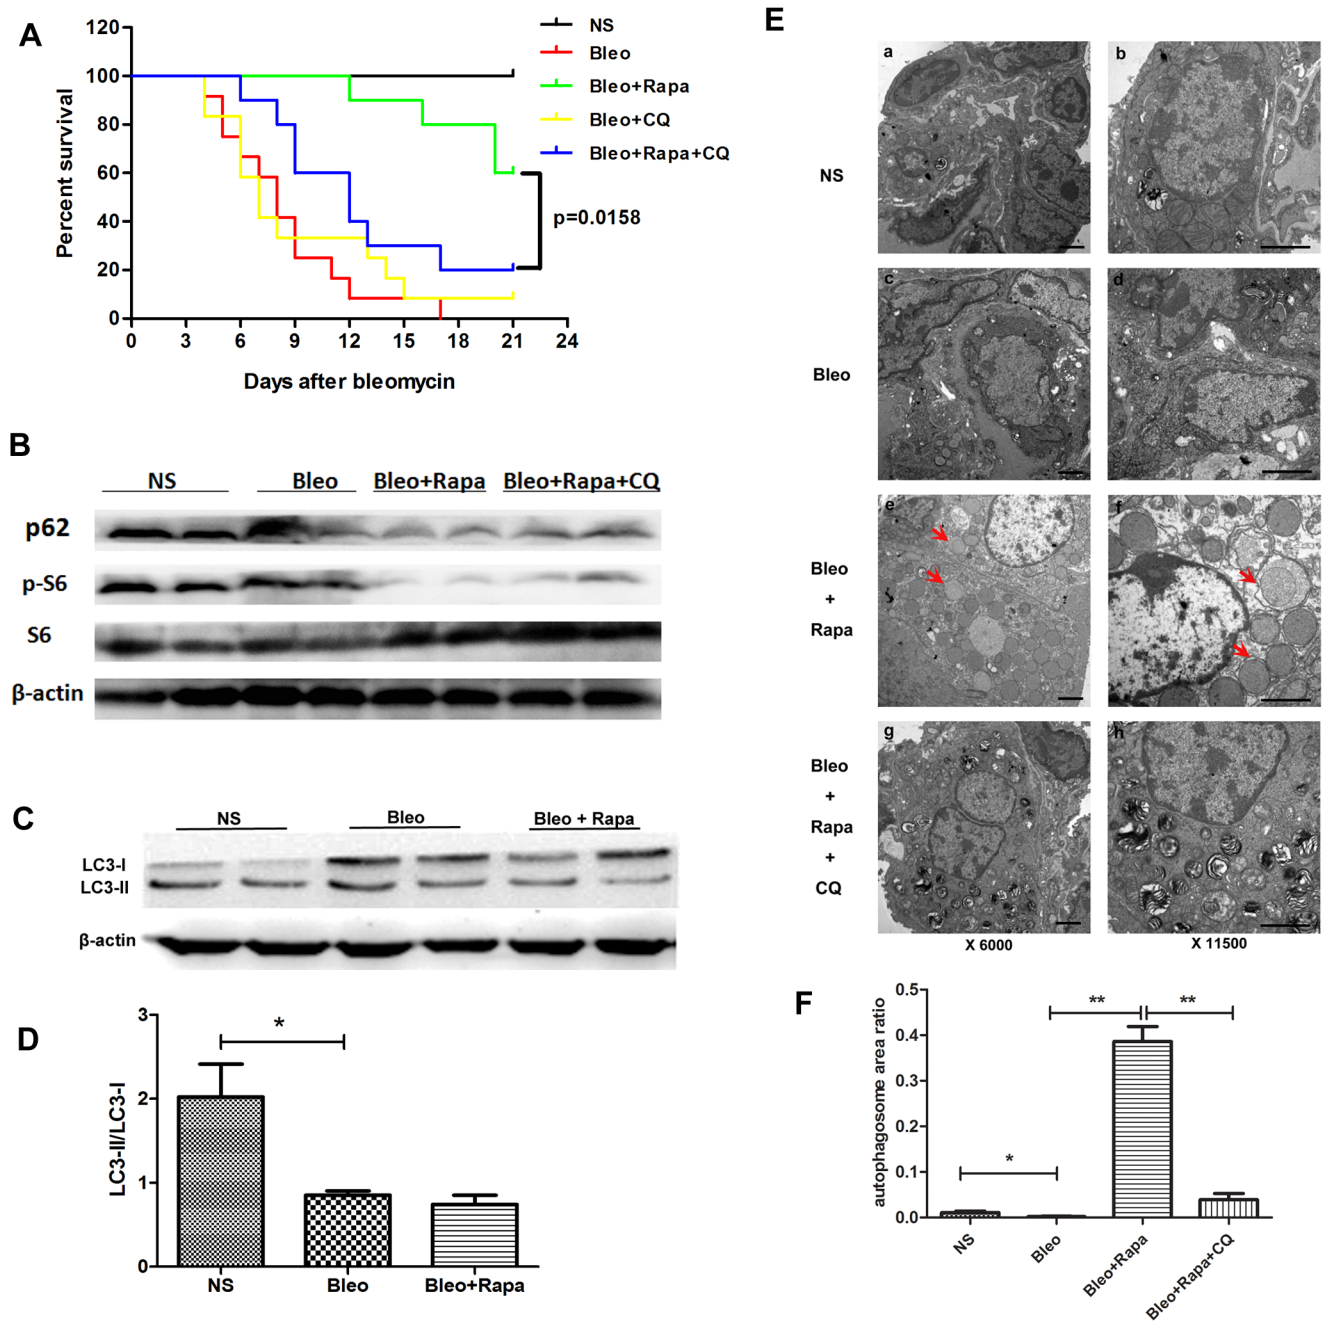 A
120
100
80
60
40
20
0
Percent survival
0 3 6 9 12 15 18 21 24
Days after bleomycin
NS
Bleo
Bleo+Rapa
Bleo+CQ
Bleo+Rapa+CQ
p=0.0158
B
NS Bleo Bleo+Rapa Bleo+Rapa+CQ
p62
p-S6
S6
β-actin
C
NS Bleo Bleo + Rapa
LC3-I
LC3-II
β-actin
D
3
2
1
0
LC3-II/LC3-I
*
NS Bleo Bleo+Rapa
E
a b
NS
c d
Bleo
e f
Bleo
+
Rapa
g h
Bleo
+
Rapa
+
CQ
X 6000 X 11500
F
0.5
0.4
0.3
0.2
0.1
0.0
autophagosome area ratio
** **
*
NS
Bleo
Bleo+Rapa
Bleo+Rapa+CQ